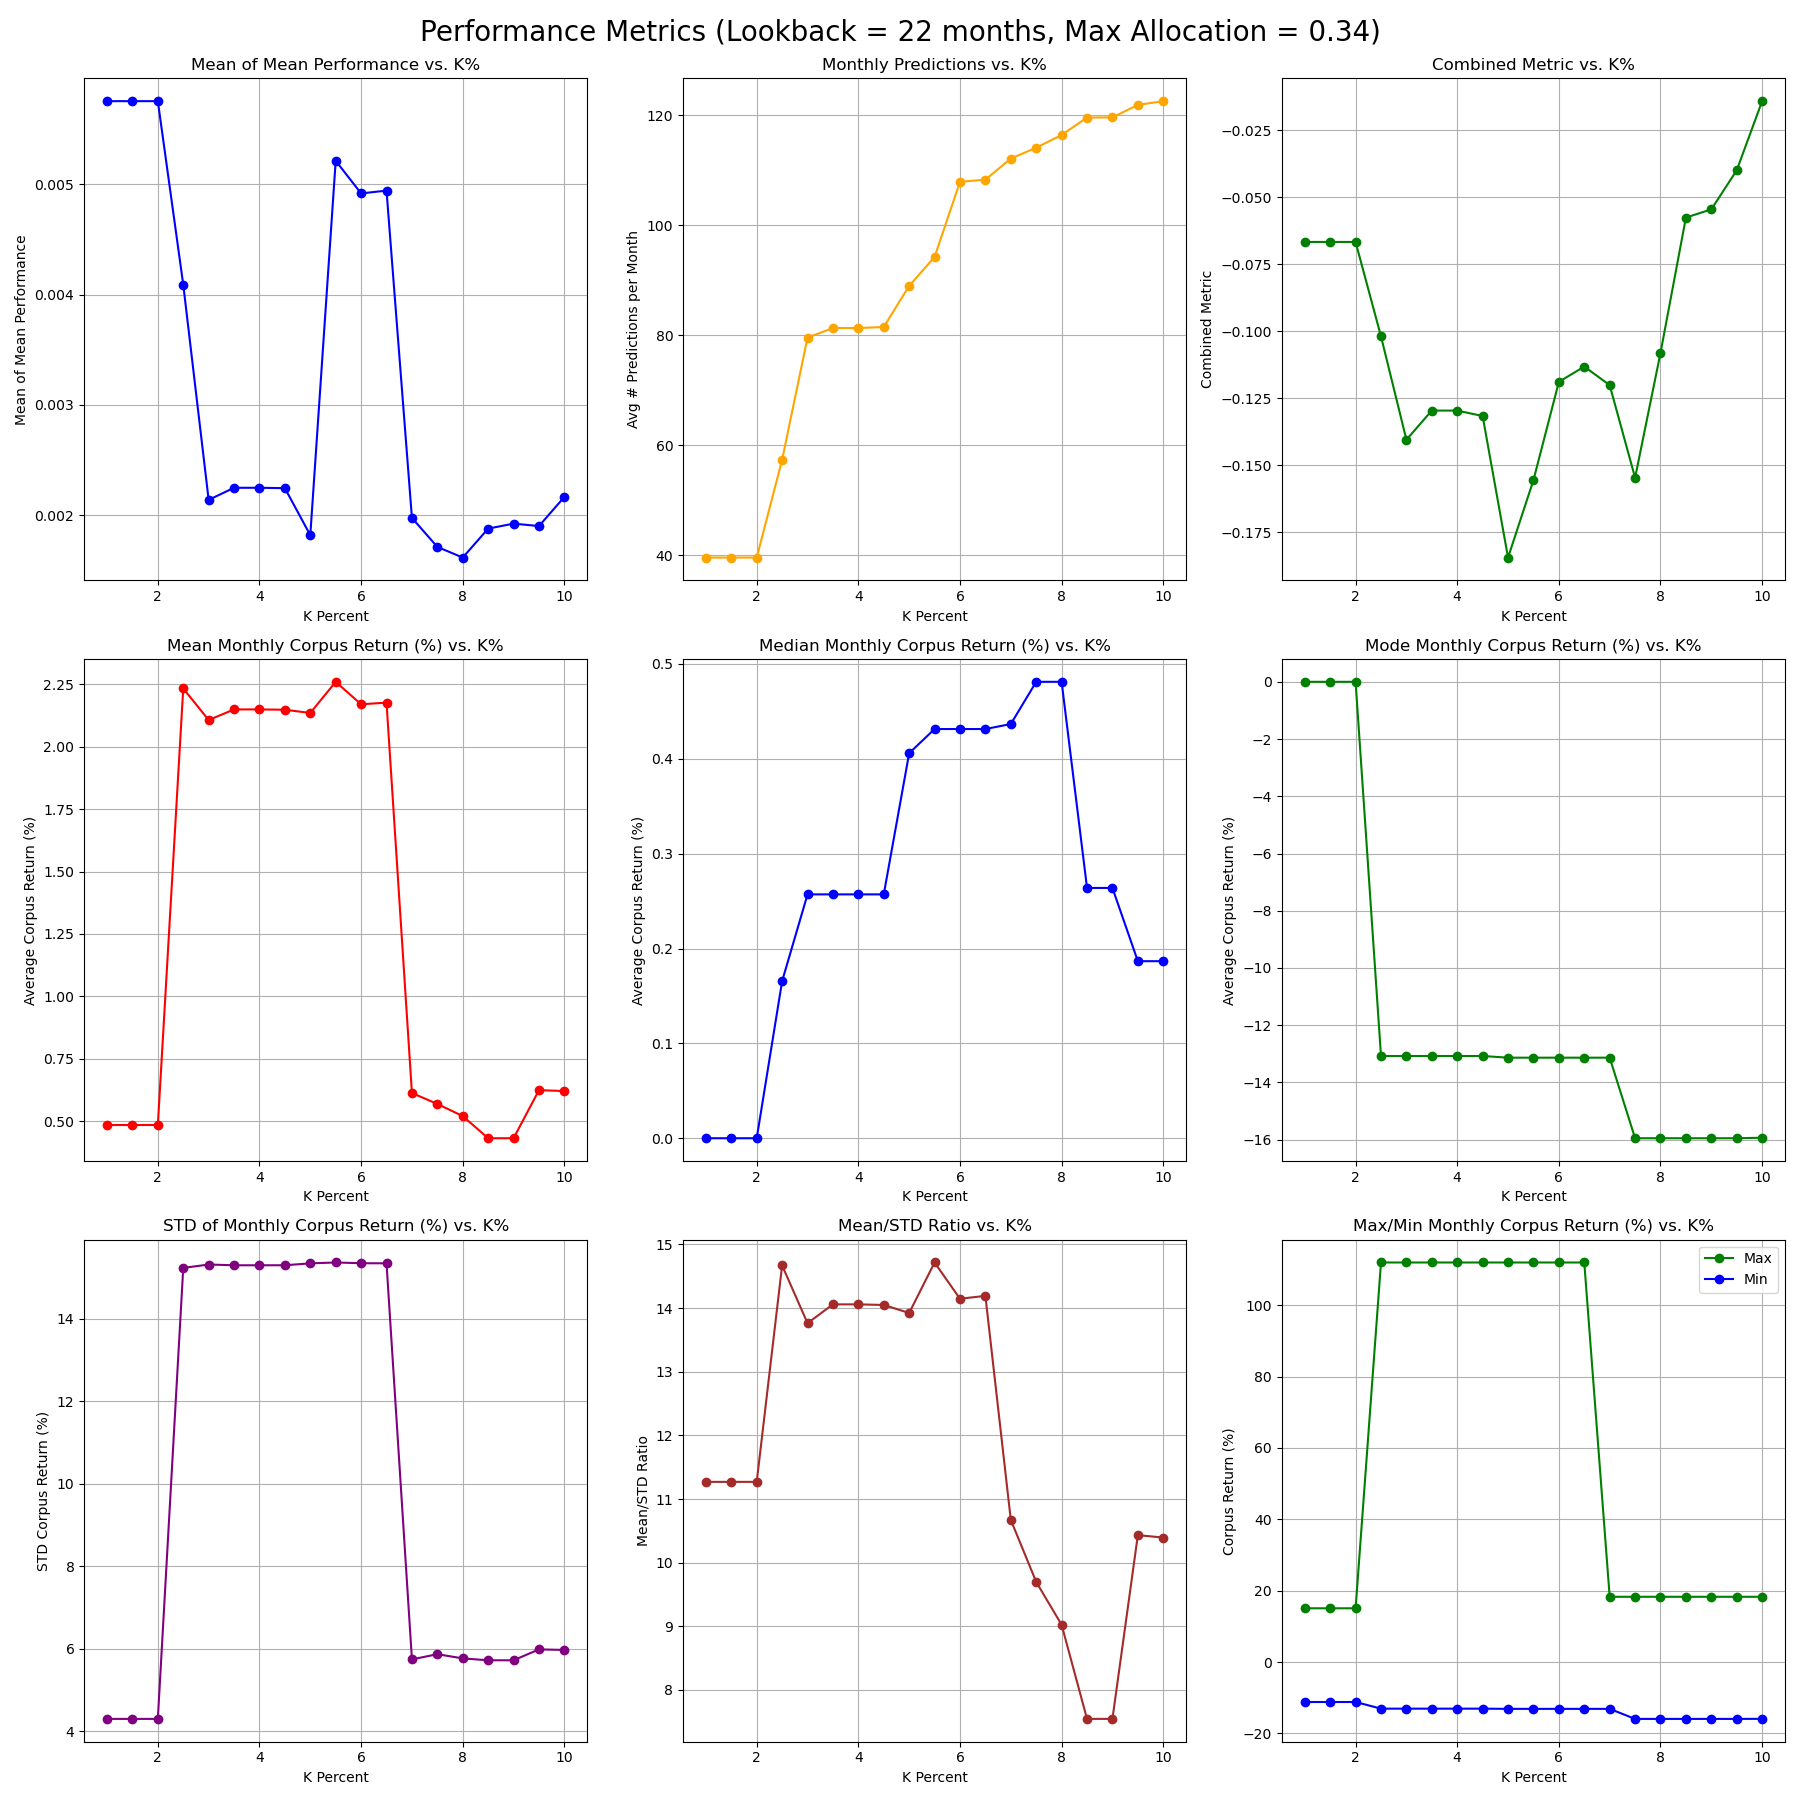 Performance Metrics (Lookback = 22 months, Max Allocation = 0.34)
Mean of Mean Performance vs. K%
Mean of Mean Performance
0.005
0.004
0.003
0.002
2 4 6 8 10
K Percent
Monthly Predictions vs. K%
Avg # Predictions per Month
120
100
80
60
40
2 4 6 8 10
K Percent
Combined Metric vs. K%
Combined Metric
−0.025
−0.050
−0.075
−0.100
−0.125
−0.150
−0.175
2 4 6 8 10
K Percent
Mean Monthly Corpus Return (%) vs. K%
Average Corpus Return (%)
2.25
2.00
1.75
1.50
1.25
1.00
0.75
0.50
2 4 6 8 10
K Percent
Median Monthly Corpus Return (%) vs. K%
Average Corpus Return (%)
0.5
0.4
0.3
0.2
0.1
0.0
2 4 6 8 10
K Percent
Mode Monthly Corpus Return (%) vs. K%
Average Corpus Return (%)
0
−2
−4
−6
−8
−10
−12
−14
−16
2 4 6 8 10
K Percent
STD of Monthly Corpus Return (%) vs. K%
STD Corpus Return (%)
14
12
10
8
6
4
2 4 6 8 10
K Percent
Mean/STD Ratio vs. K%
Mean/STD Ratio
15
14
13
12
11
10
9
8
2 4 6 8 10
K Percent
Max/Min Monthly Corpus Return (%) vs. K%
Corpus Return (%)
Max
Min
100
80
60
40
20
0
−20
2 4 6 8 10
K Percent